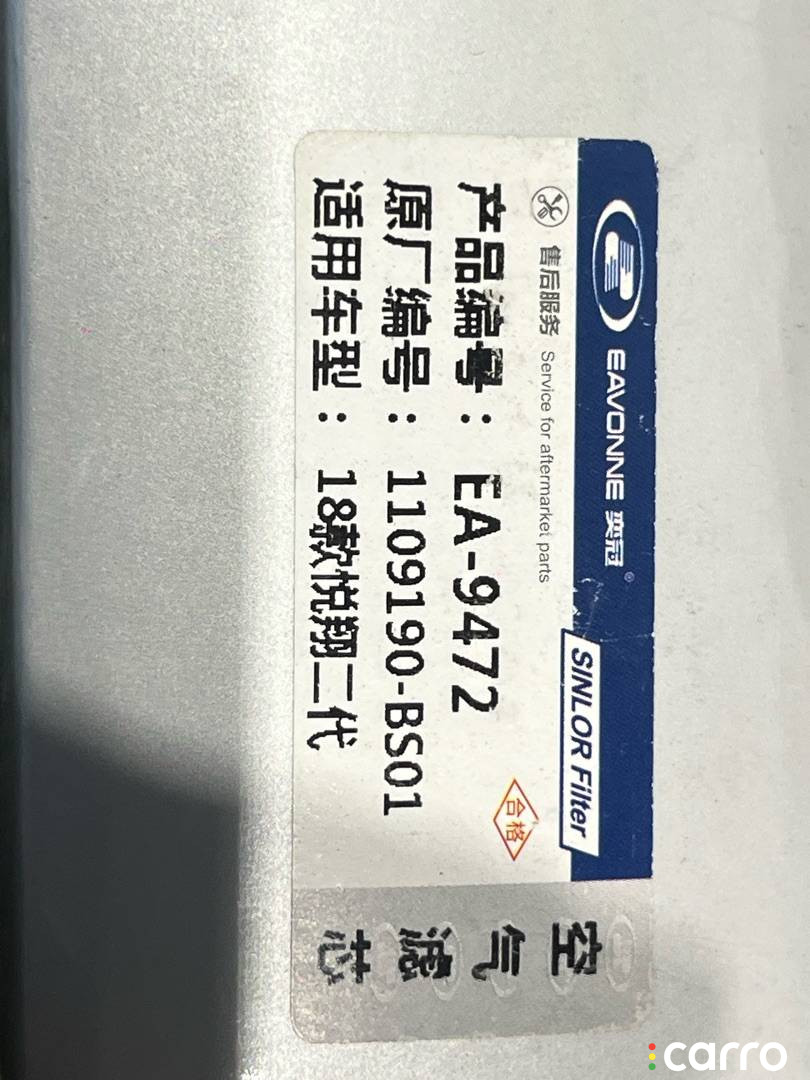 EAVONNE 奕冠®
SINLOR Filter
售后服务 Service for aftermarket parts
产品编号: EA-9472
原厂编号: 1109190-BS01
适用车型: 18款悦翔二代
合格
空气滤芯
carro